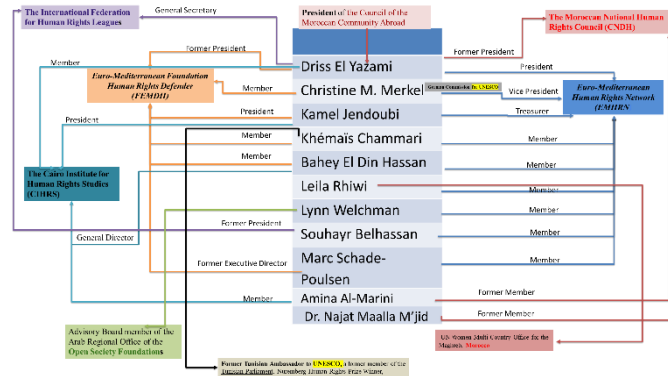 The International Federation
for Human Rights Leagues
General Secretary
President of the Council of the
Moroccan Community Abroad
Former President
The Moroccan National Human
Rights Council (CNDH)
Former President
Driss El Yazami
President
Member
Euro-Mediterranean Foundation
Human Rights Defender
(FEMDH)
Member
Christine M. Merkel
German Commission for UNESCO
Vice President
Euro-Mediterranean
Human Rights Network
(EMHRN
President
Kamel Jendoubi
Treasurer
President
Member
Khémaïs Chammari
Member
The Cairo Institute for
Human Rights Studies
(CIHRS)
Member
Bahey El Din Hassan
Member
Leila Rhiwi
Member
Lynn Welchman
Member
Former President
General Director
Souhayr Belhassan
Member
Former Executive Director
Marc Schade-
Poulsen
Member
Amina Al-Marini
Former Member
Dr. Najat Maalla M'jid
Former Member
Advisory Board member of the
Arab Regional Office of the
Open Society Foundations
UN Women Multi Country Office for the
Maghreb, Morocco
Former Tunisian Ambassador to UNESCO, a former member of the
Tunisian Parliament. Nuremberg Human Rights Prize Winner,